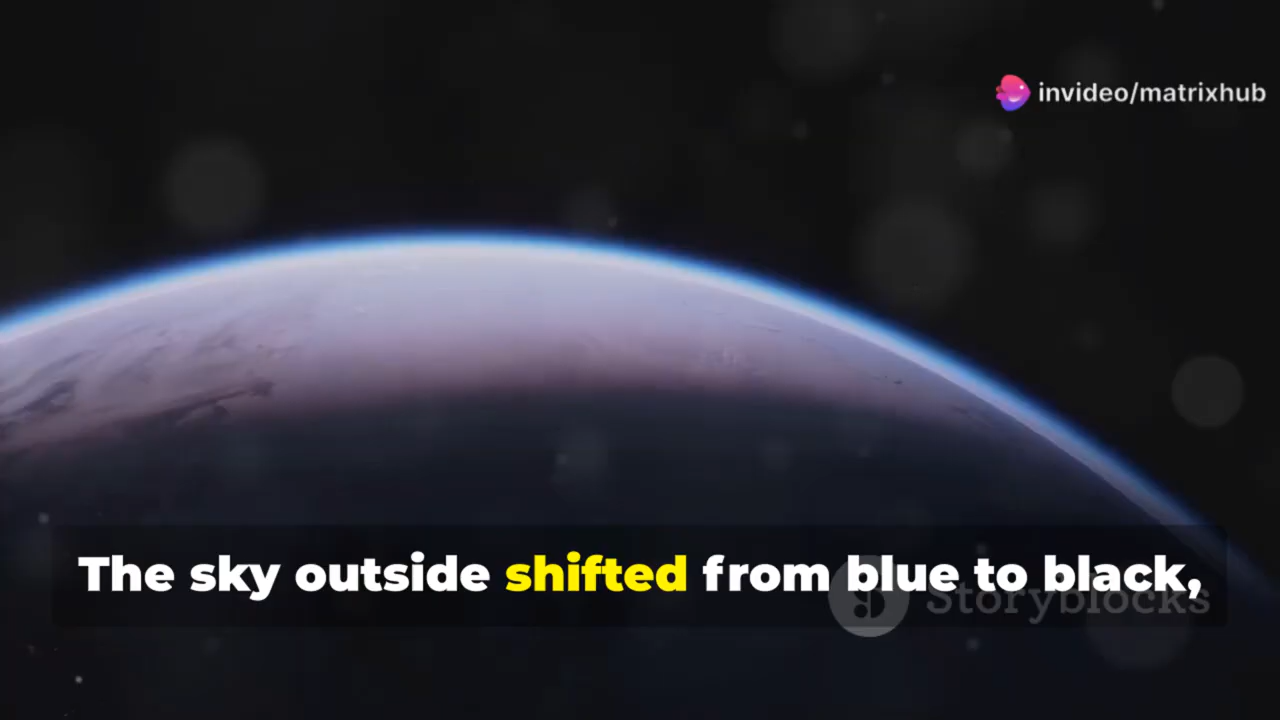 invideo/matrixhub
The sky outside shifted from blue to black,
Storyblocks